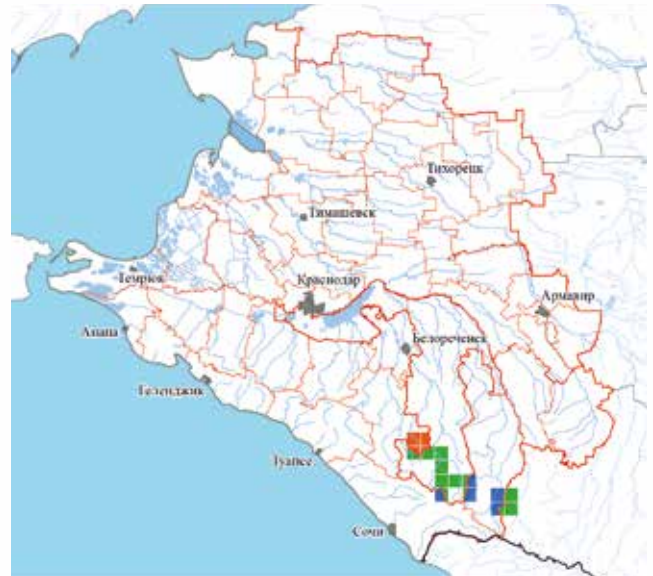 Тихорецк
Тимашевск
Краснодар
Темрюк
Армавир
Анапа
Белореченск
Геленджик
Туапсе
Сочи